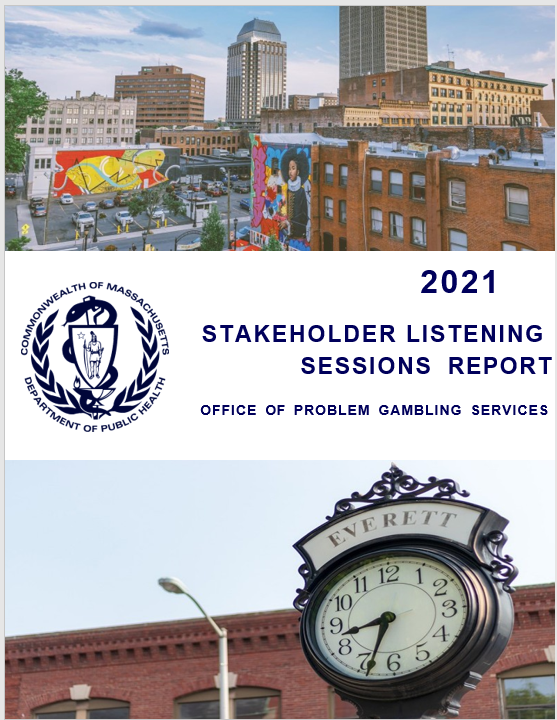 2021
STAKEHOLDER LISTENING
SESSIONS REPORT
OFFICE OF PROBLEM GAMBLING SERVICES
COMMONWEALTH OF MASSACHUSETTS
DEPARTMENT OF PUBLIC HEALTH
EVERETT
12
1
2
3
4
5
6
7
8
9
10
11